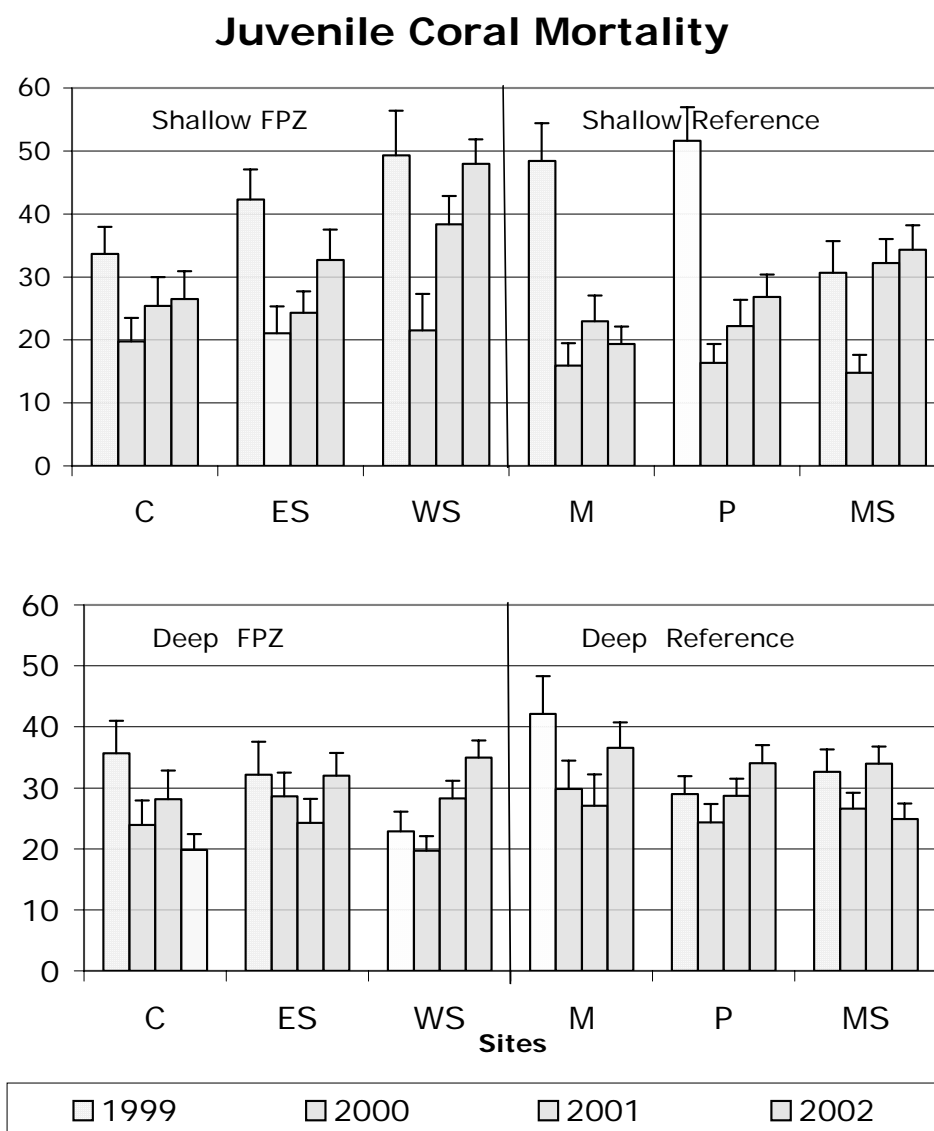 Juvenile Coral Mortality
60
50
40
30
20
10
0
Shallow FPZ
Shallow Reference
C ES WS M P MS
60
50
40
30
20
10
0
Deep FPZ
Deep Reference
C ES WS M P MS
Sites
1999 2000 2001 2002